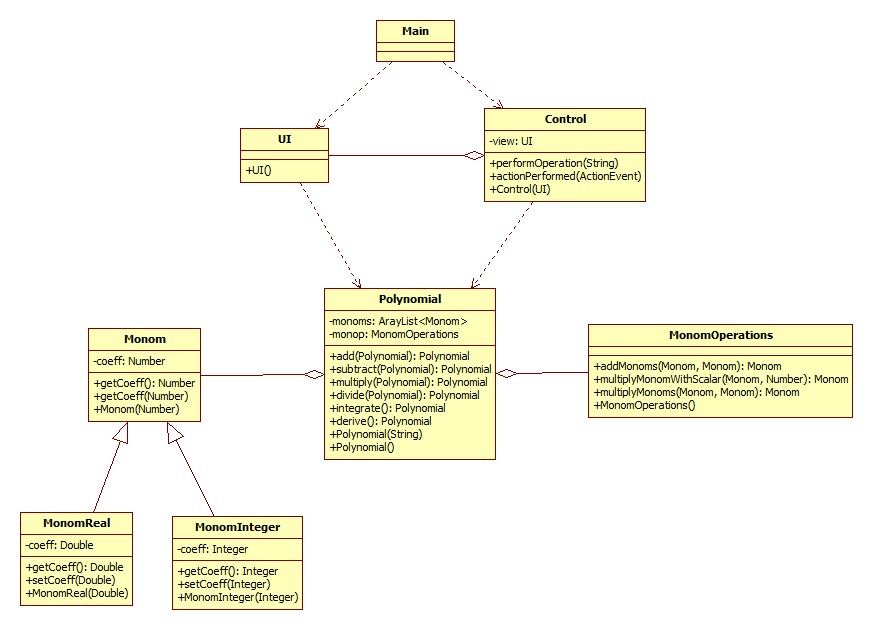 Main
Control
-view: UI
+performOperation(String)
+actionPerformed(ActionEvent)
+Control(UI)
UI
+UI()
Polynomial
-monoms: ArayList<Monom>
-monop: MonomOperations
+add(Polynomial): Polynomial
+subtract(Polynomial): Polynomial
+multiply(Polynomial): Polynomial
+divide(Polynomial): Polynomial
+integrate(): Polynomial
+derive(): Polynomial
+Polynomial(String)
+Polynomial()
Monom
-coeff: Number
+getCoeff(): Number
+getCoeff(Number)
+Monom(Number)
MonomOperations
+addMonoms(Monom, Monom): Monom
+multiplyMonomWithScalar(Monom, Number): Monom
+multiplyMonoms(Monom, Monom): Monom
+MonomOperations()
MonomReal
-coeff: Double
+getCoeff(): Double
+setCoeff(Double)
+MonomReal(Double)
MonomInteger
-coeff: Integer
+getCoeff(): Integer
+setCoeff(Integer)
+MonomInteger(Integer)